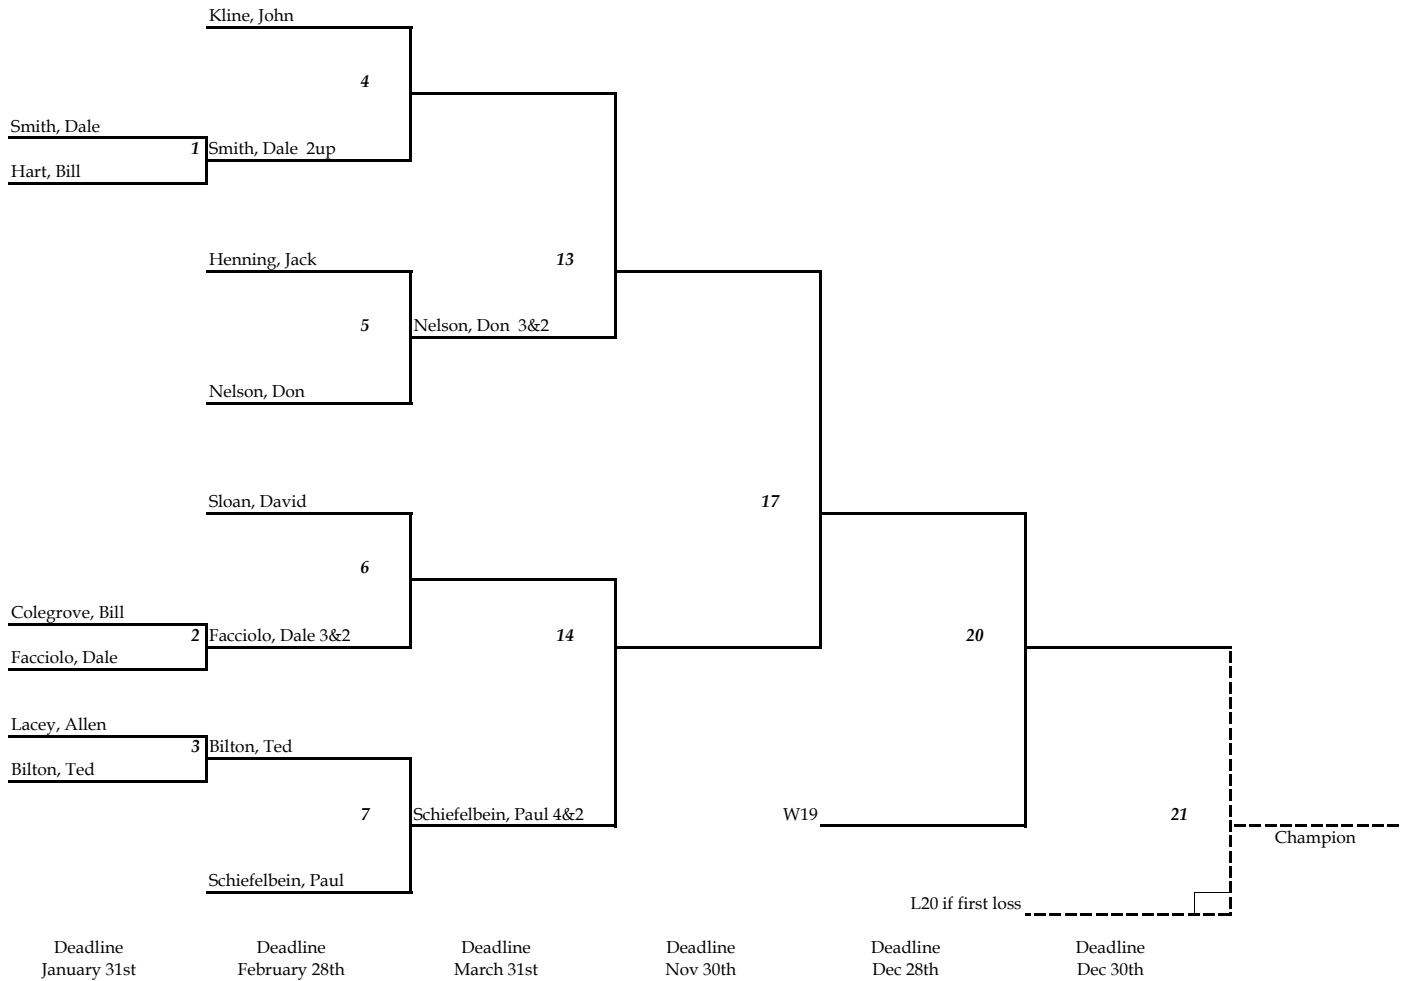 Kline, John
4
Smith, Dale
1 Smith, Dale  2up
Hart, Bill
Henning, Jack
13
5
Nelson, Don  3&2
Nelson, Don
Sloan, David
17
6
Colegrove, Bill
2 Facciolo, Dale 3&2
14
20
Facciolo, Dale
Lacey, Allen
3 Bilton, Ted
Bilton, Ted
7
Schiefelbein, Paul 4&2
W19
21
Champion
Schiefelbein, Paul
L20 if first loss
Deadline
January 31st
Deadline
February 28th
Deadline
March 31st
Deadline
Nov 30th
Deadline
Dec 28th
Deadline
Dec 30th